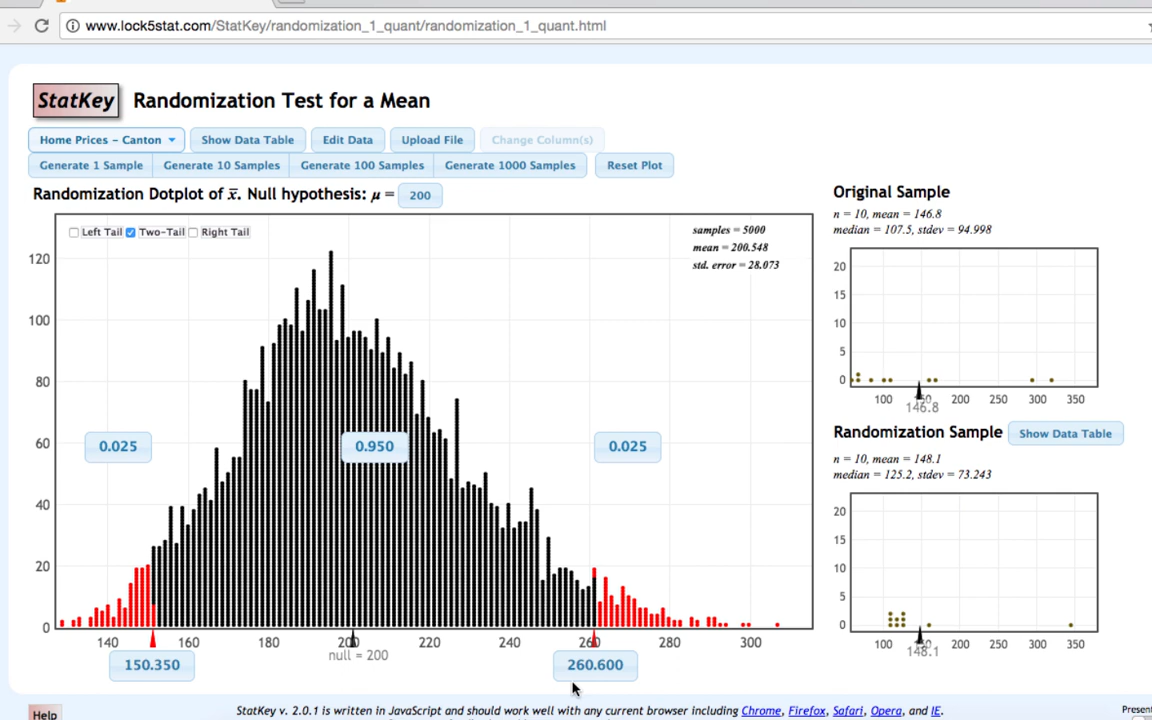 www.lock5stat.com/StatKey/randomization_1_quant/randomization_1_quant.html
StatKey Randomization Test for a Mean
Home Prices - Canton Show Data Table Edit Data Upload File Change Column(s)
Generate 1 Sample Generate 10 Samples Generate 100 Samples Generate 1000 Samples Reset Plot
Randomization Dotplot of x̄. Null hypothesis: μ = 200
Left Tail Two-Tail Right Tail
samples = 5000
mean = 200.548
std. error = 28.073
120
100
80
60
40
20
0
0.025 0.950 0.025
140 160 180 200 220 240 260 280 300
null = 200
150.350 260.600
Original Sample
n = 10, mean = 146.8
median = 107.5, stdev = 94.998
20
15
10
5
0
100 150 200 250 300 350
146.8
Randomization Sample Show Data Table
n = 10, mean = 148.1
median = 125.2, stdev = 73.243
20
15
10
5
0
100 150 200 250 300 350
148.1
Help
StatKey v. 2.0.1 is written in JavaScript and should work well with any current browser including Chrome, Firefox, Safari, Opera, and IE.